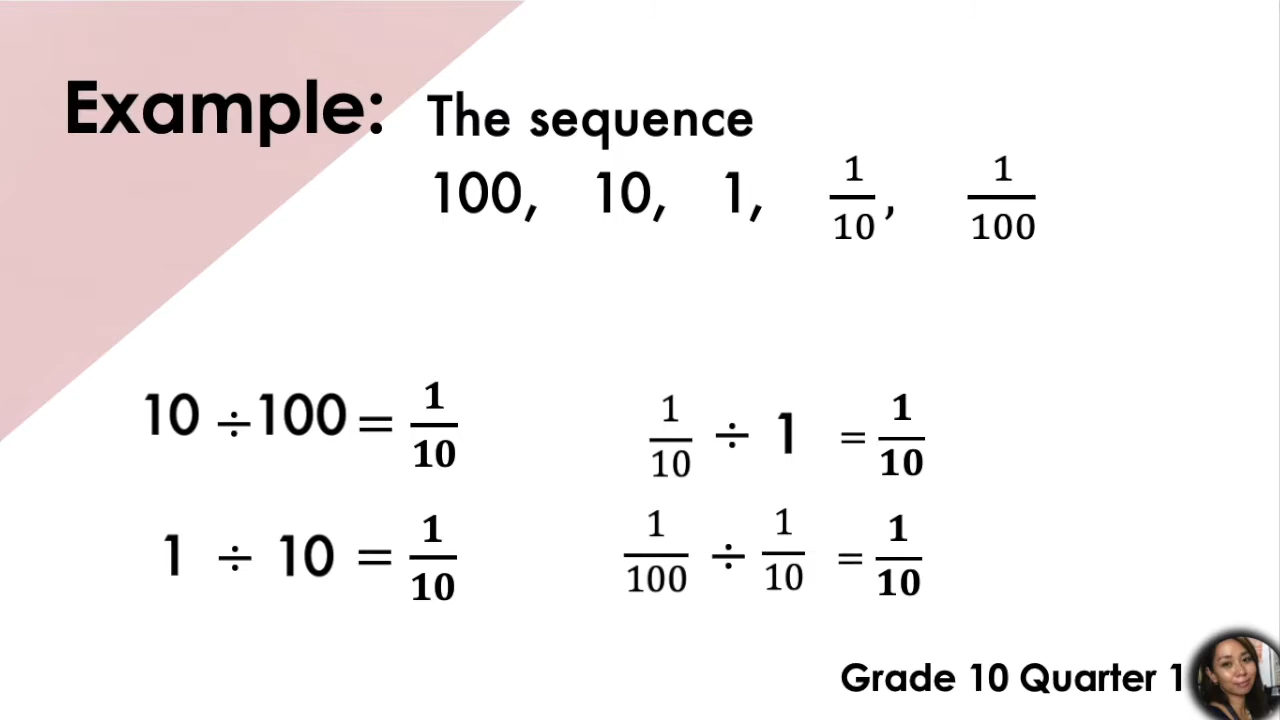 Example: The sequence
100, 10, 1, 1/10, 1/100
10 ÷ 100 = 1/10
1 ÷ 10 = 1/10
1/10 ÷ 1 = 1/10
1/100 ÷ 1/10 = 1/10
Grade 10 Quarter 1